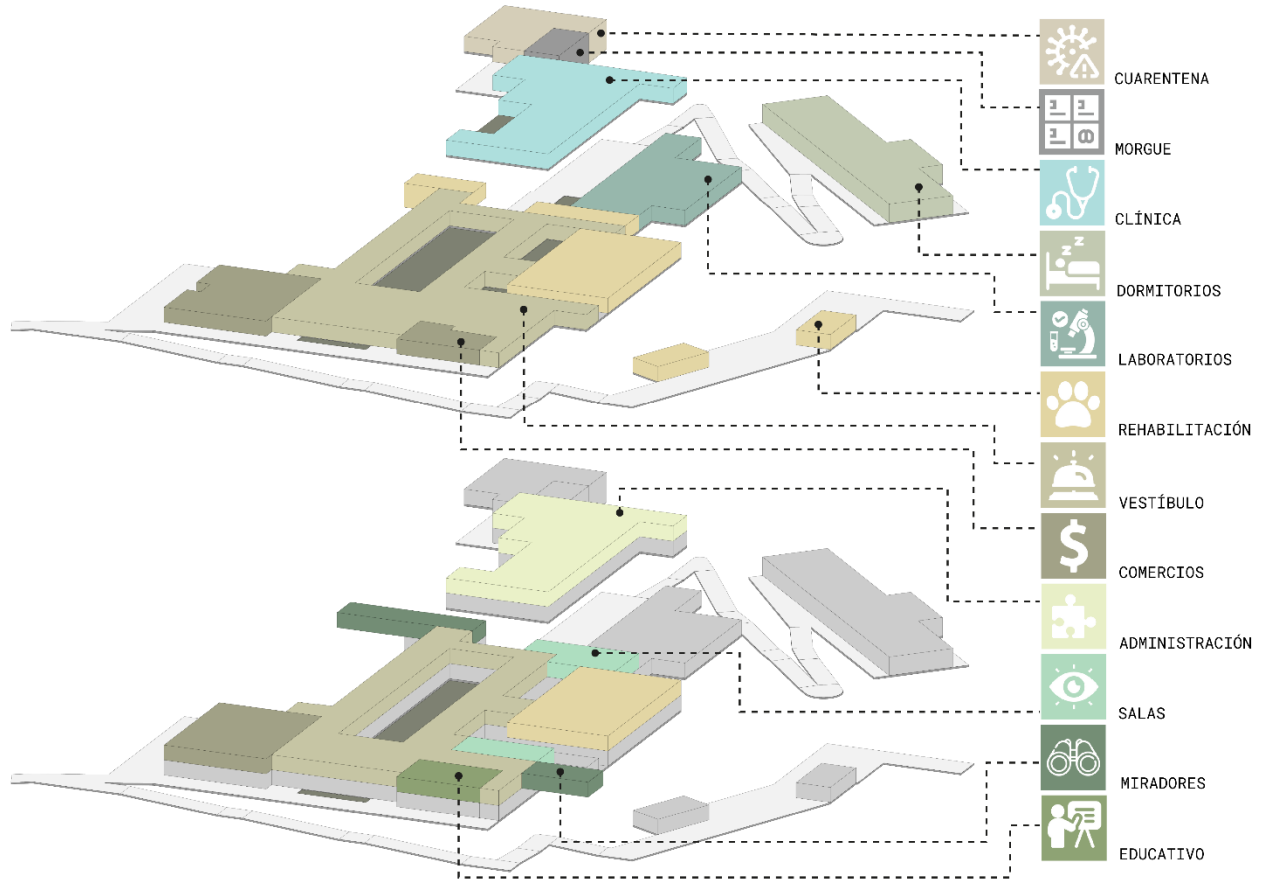 CUARENTENA
MORGUE
CLÍNICA
Z Z Z
DORMITORIOS
LABORATORIOS
REHABILITACIÓN
VESTÍBULO
$
COMERCIOS
ADMINISTRACIÓN
SALAS
MIRADORES
EDUCATIVO